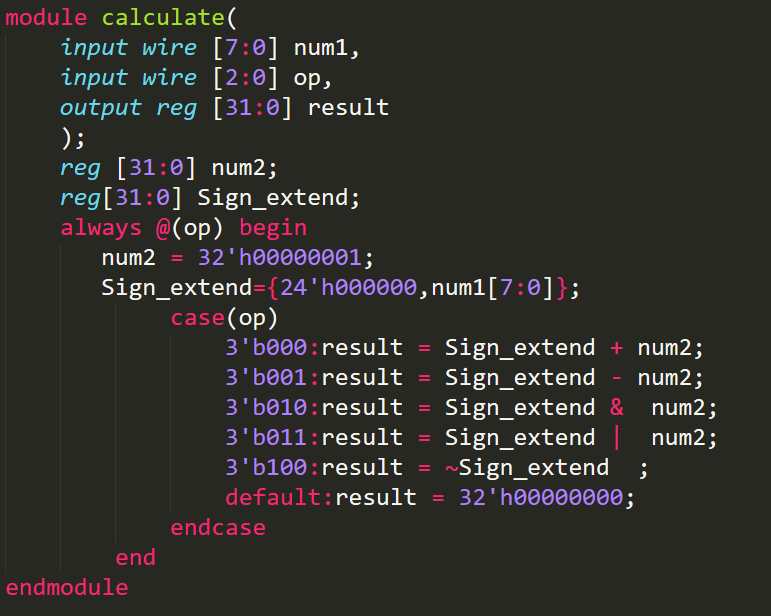 module calculate(
    input wire [7:0] num1,
    input wire [2:0] op,
    output reg [31:0] result
    );
    reg [31:0] num2;
    reg[31:0] Sign_extend;
    always @(op) begin
       num2 = 32'h00000001;
       Sign_extend={24'h000000,num1[7:0]};
            case(op)
                3'b000:result = Sign_extend + num2;
                3'b001:result = Sign_extend - num2;
                3'b010:result = Sign_extend &  num2;
                3'b011:result = Sign_extend |  num2;
                3'b100:result = ~Sign_extend  ;
                default:result = 32'h00000000;
            endcase
        end
endmodule